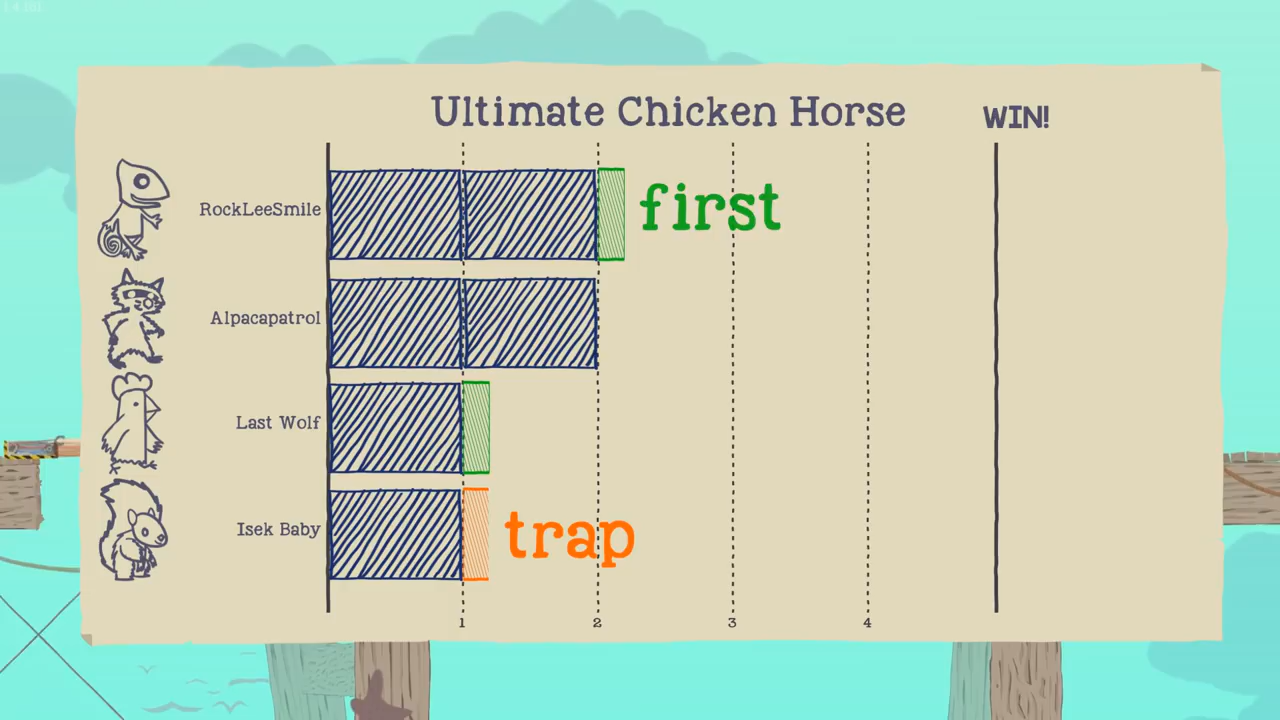 Ultimate Chicken Horse
WIN!
RockLeeSmile
first
Alpacapatrol
Last Wolf
Isek Baby
trap
1 2 3 4